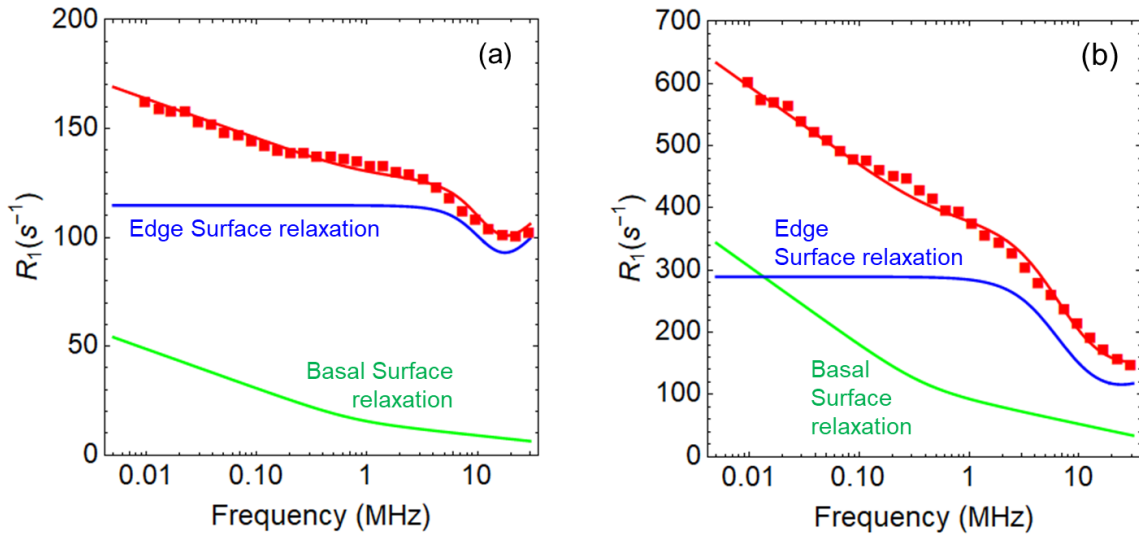 (a)
200
150
100
50
0
R₁(s⁻¹)
Edge Surface relaxation
Basal Surface
relaxation
0.01 0.10 1 10
Frequency (MHz)
(b)
700
600
500
400
300
200
100
0
R₁(s⁻¹)
Edge
Surface relaxation
Basal
Surface
relaxation
0.01 0.10 1 10
Frequency (MHz)